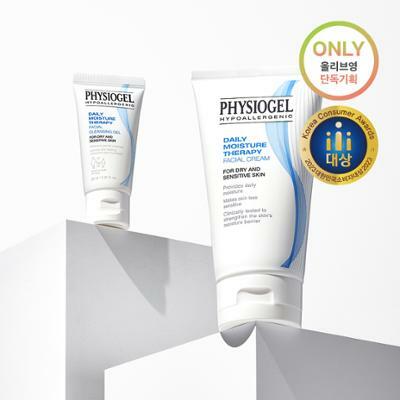 ONLY
올리브영
단독기획
Korea Consumer Awards
대상
PHYSIOGEL
HYPOALLERGENIC
DAILY
MOISTURE
THERAPY
FACIAL
CLEANSING GEL
FOR DRY AND
SENSITIVE SKIN
PHYSIOGEL
HYPOALLERGENIC
DAILY
MOISTURE
THERAPY
FACIAL CREAM
FOR DRY AND
SENSITIVE SKIN
Provides daily
moisture
Makes skin less
sensitive
Clinically tested to
strengthen the skin's
moisture barrier